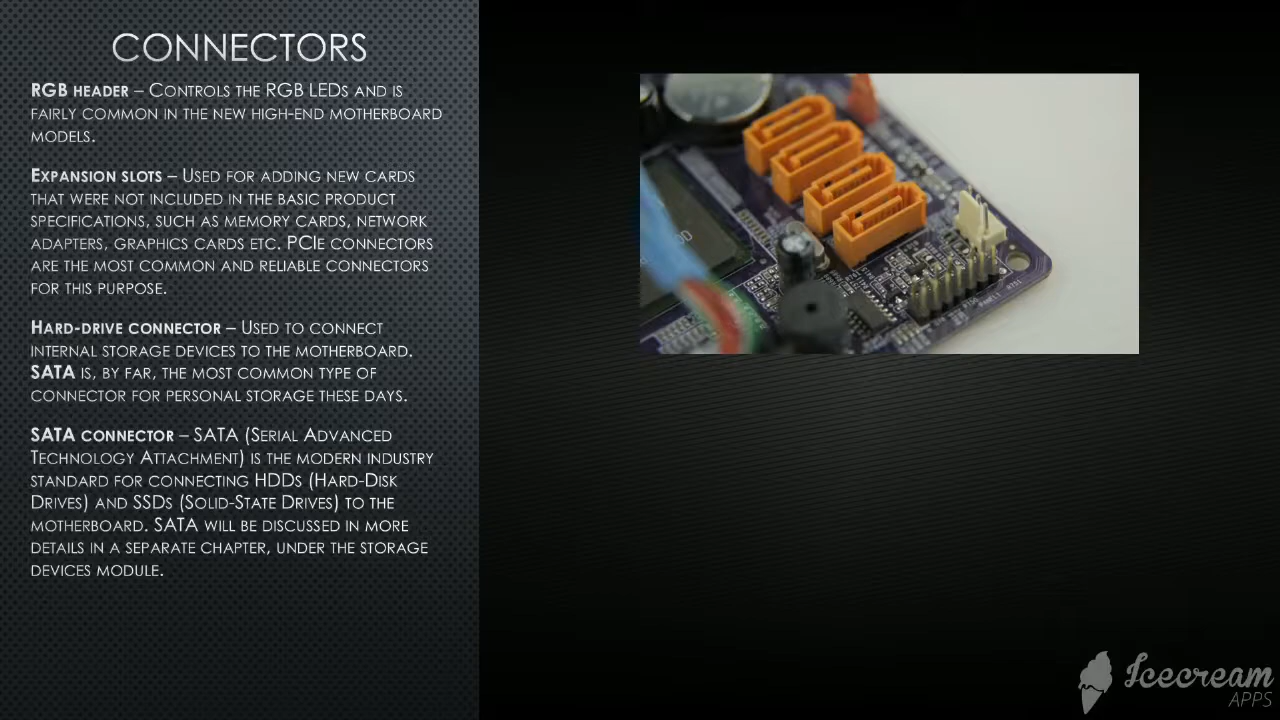 CONNECTORS
RGB HEADER – CONTROLS THE RGB LEDS AND IS
FAIRLY COMMON IN THE NEW HIGH-END MOTHERBOARD
MODELS.
EXPANSION SLOTS – USED FOR ADDING NEW CARDS
THAT WERE NOT INCLUDED IN THE BASIC PRODUCT
SPECIFICATIONS, SUCH AS MEMORY CARDS, NETWORK
ADAPTERS, GRAPHICS CARDS ETC. PCIE CONNECTORS
ARE THE MOST COMMON AND RELIABLE CONNECTORS
FOR THIS PURPOSE.
HARD-DRIVE CONNECTOR – USED TO CONNECT
INTERNAL STORAGE DEVICES TO THE MOTHERBOARD.
SATA IS, BY FAR, THE MOST COMMON TYPE OF
CONNECTOR FOR PERSONAL STORAGE THESE DAYS.
SATA CONNECTOR – SATA (SERIAL ADVANCED
TECHNOLOGY ATTACHMENT) IS THE MODERN INDUSTRY
STANDARD FOR CONNECTING HDDS (HARD-DISK
DRIVES) AND SSDS (SOLID-STATE DRIVES) TO THE
MOTHERBOARD. SATA WILL BE DISCUSSED IN MORE
DETAILS IN A SEPARATE CHAPTER, UNDER THE STORAGE
DEVICES MODULE.
Icecream
APPS